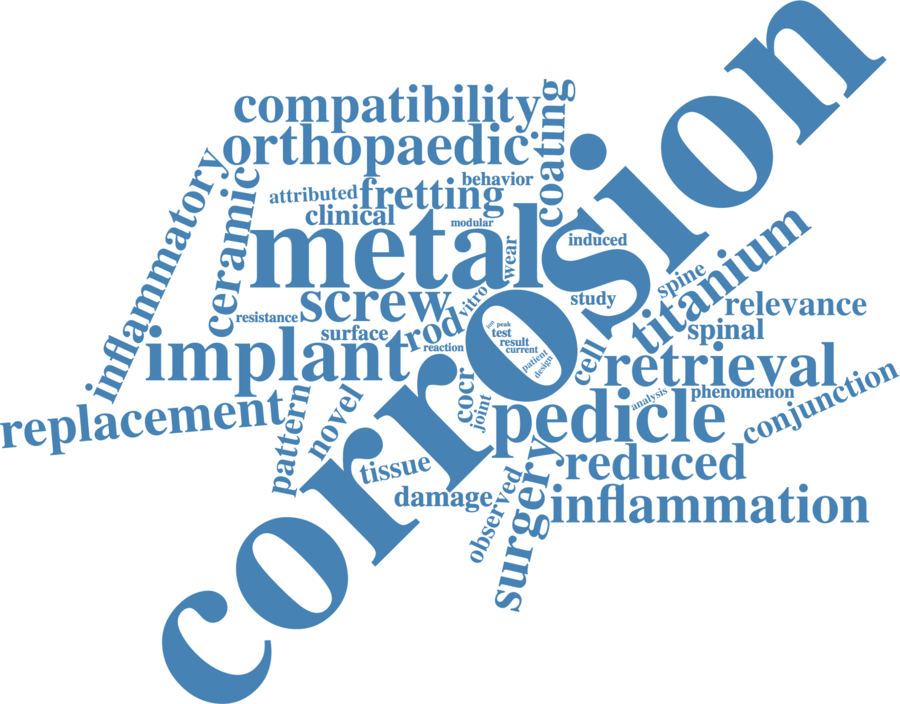 corrosion
compatibility
coating
orthopaedic
inflammatory
ceramic
behavior
attributed
fretting
clinical
modular
metal
wear
induced
titanium
spine
vitro
study
screw
relevance
resistance
rod
surface
spinal
ion
peak
test
result
current
reaction
patient
design
implant
cell
retrieval
cocr
joint
analysis
phenomenon
conjunction
replacement
pattern
novel
pedicle
tissue
reduced
damage
observed
surgery
inflammation